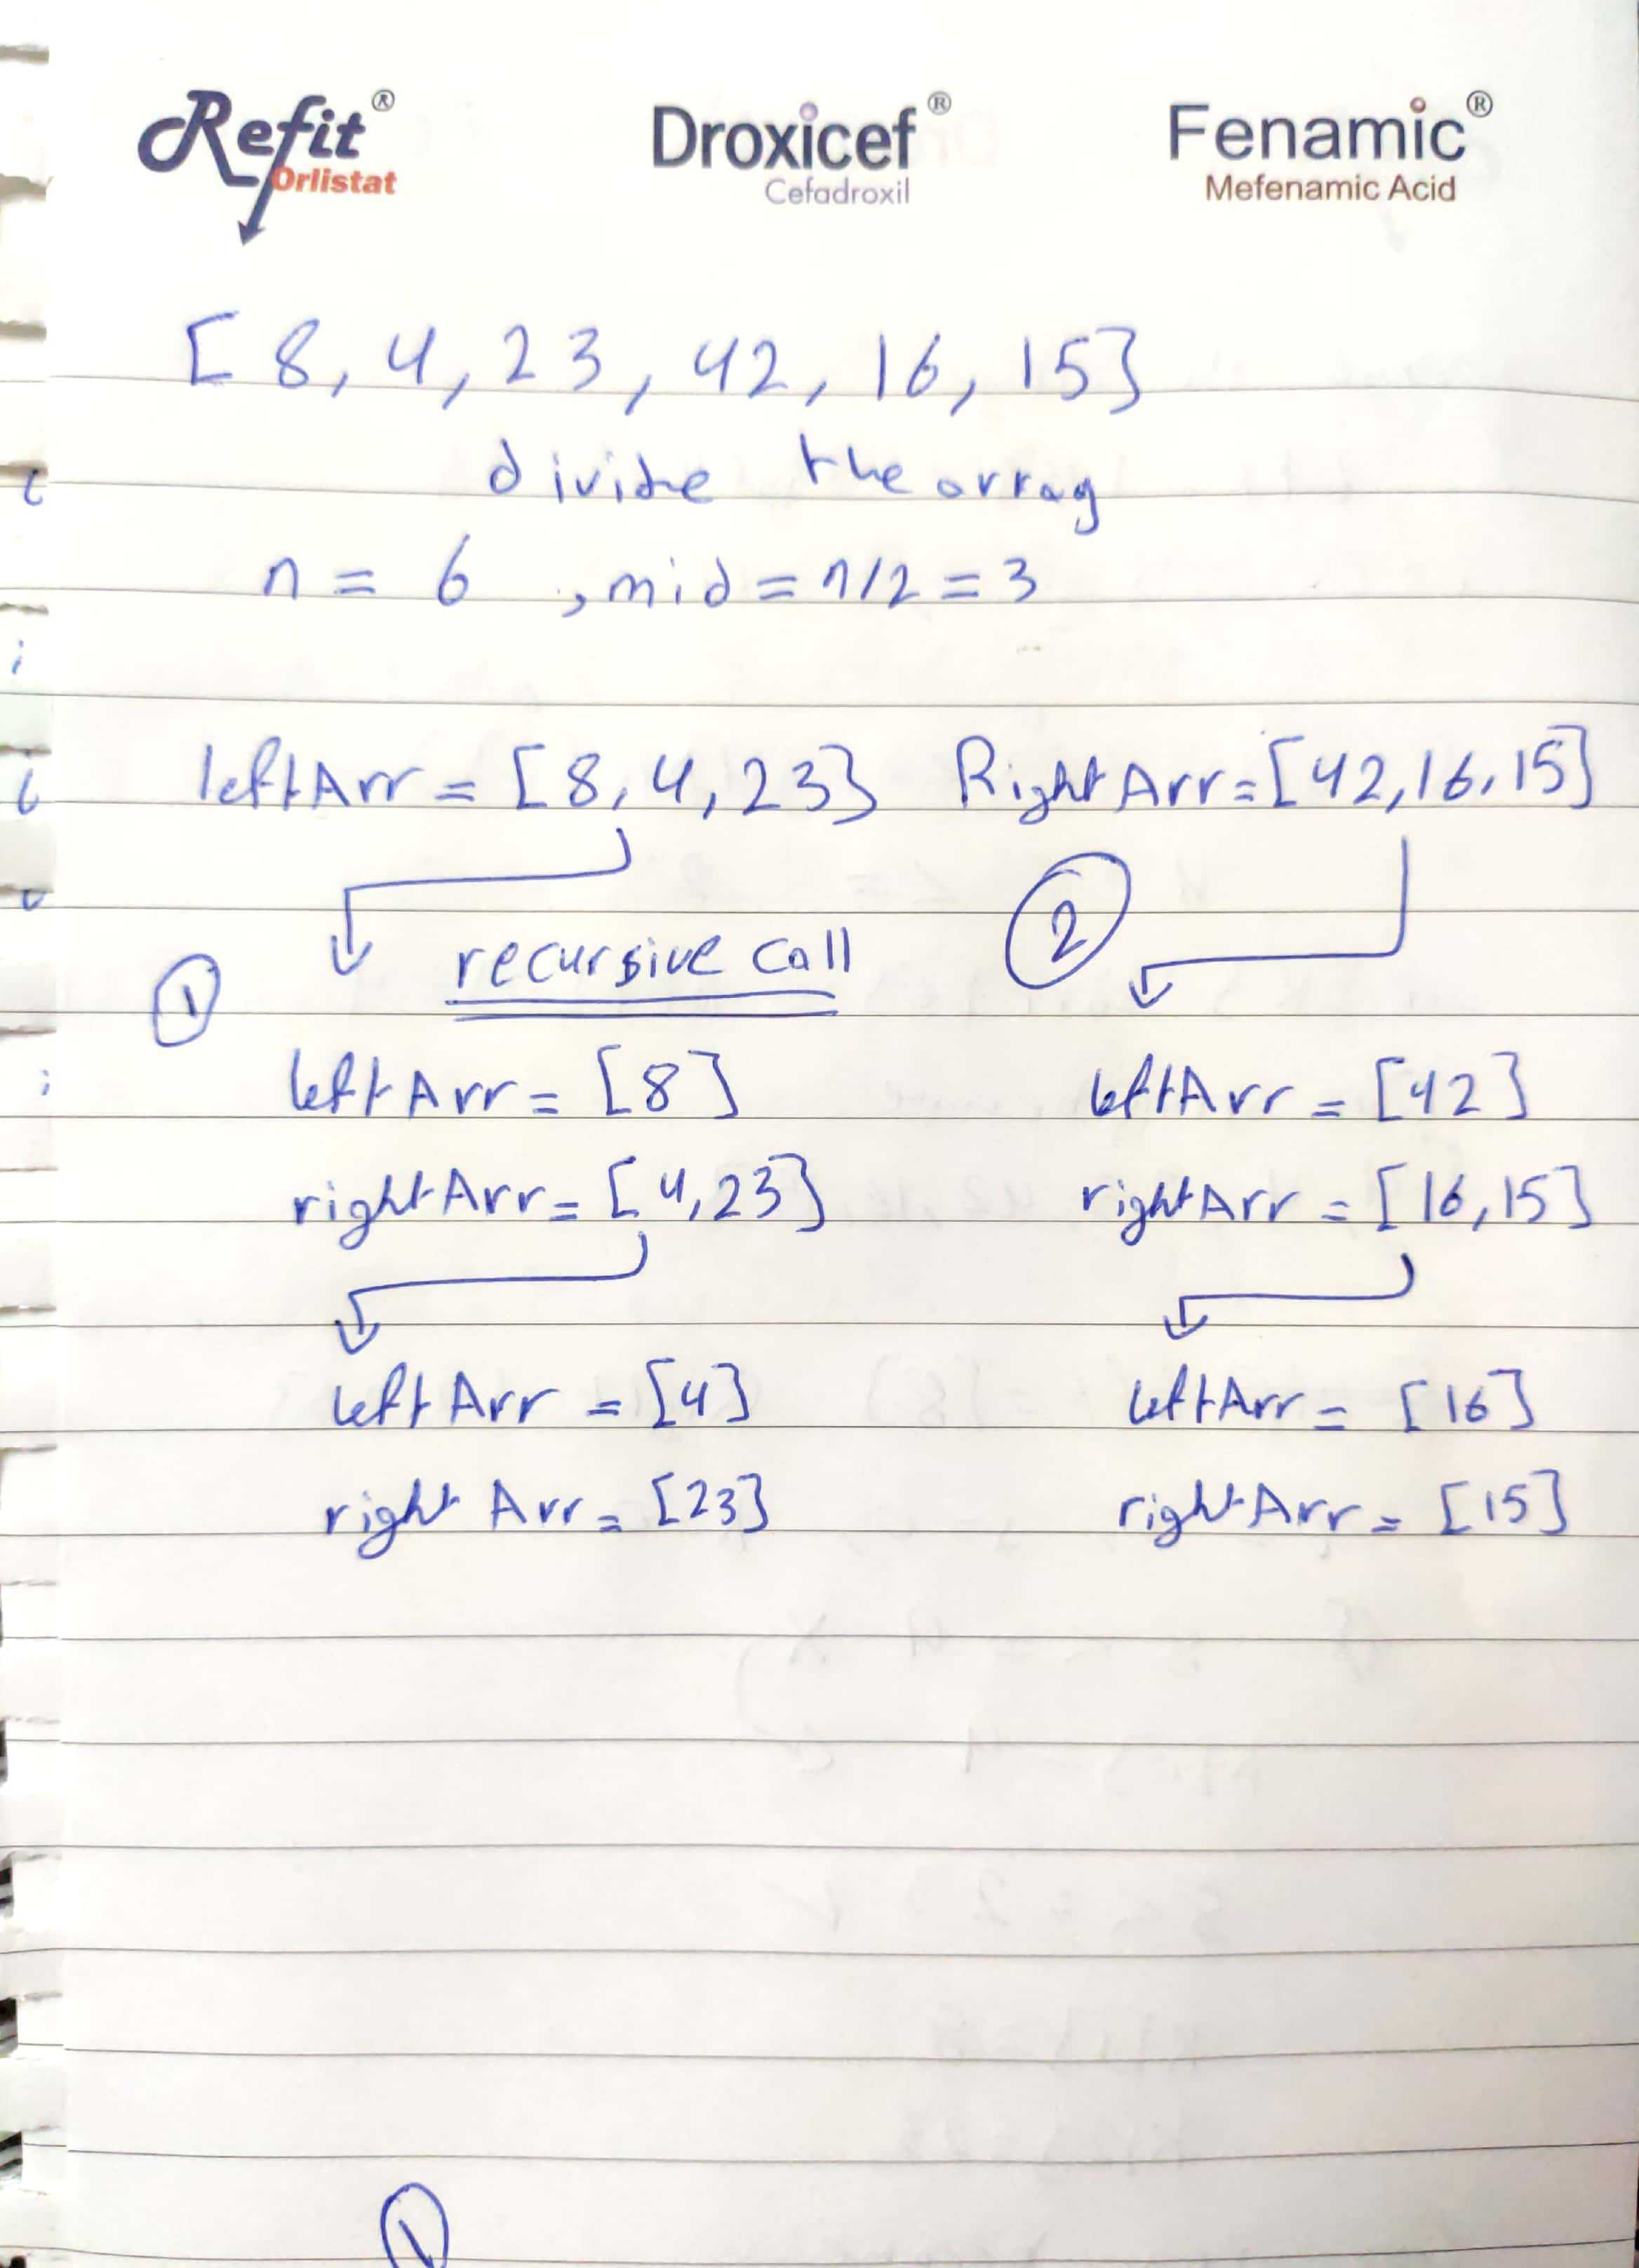 Refit®
Orlistat
Droxicef®
Cefadroxil
Fenamic®
Mefenamic Acid
[8, 4, 23, 42, 16, 15]
divide the array
n = 6 , mid = n/2 = 3
leftArr = [8, 4, 23] RightArr = [42, 16, 15]
1 recursive call 2
leftArr = [8] leftArr = [42]
rightArr = [4, 23] rightArr = [16, 15]
leftArr = [4] leftArr = [16]
right Arr = [23] rightArr = [15]
1